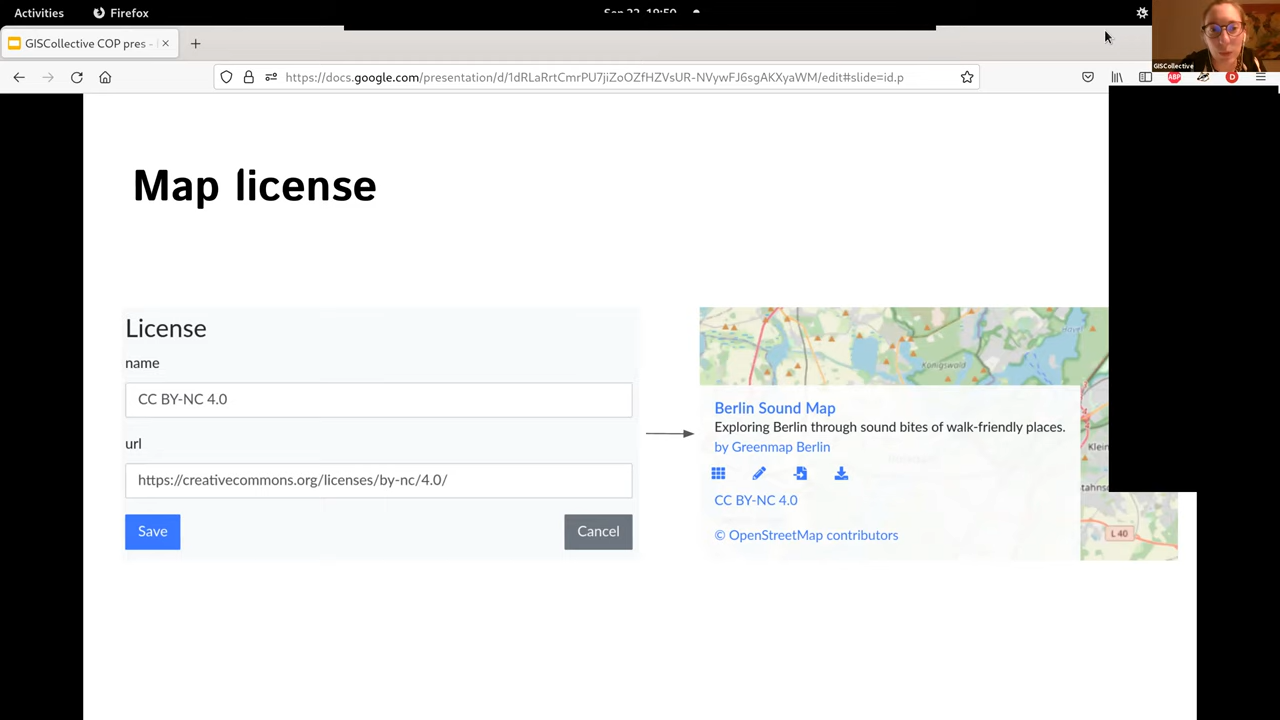 Activities
Firefox
GISCollective COP pres -
https://docs.google.com/presentation/d/1dRLaRrtCmrPU7jiZoOZfHZVsUR-NVywFJ6sgAKXyaWM/edit#slide=id.p
ABP
D
GISCollective
Map license
License
name
CC BY-NC 4.0
url
https://creativecommons.org/licenses/by-nc/4.0/
Save
Cancel
Königswald
Havel
Berlin Sound Map
Exploring Berlin through sound bites of walk-friendly places.
by Greenmap Berlin
CC BY-NC 4.0
© OpenStreetMap contributors
Klein
L 40